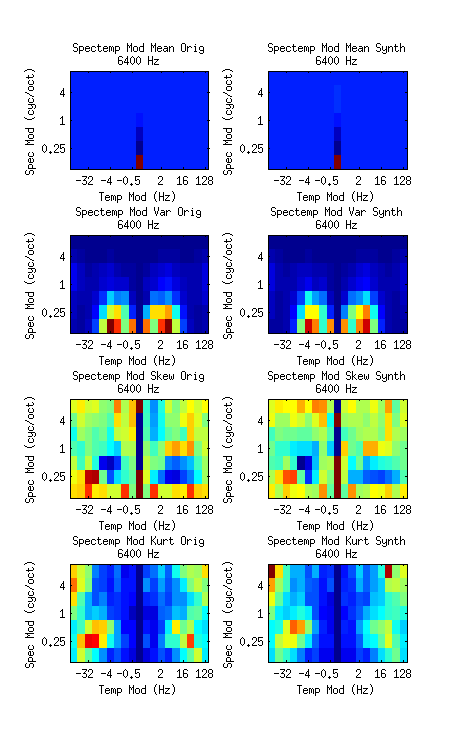 Spectemp Mod Mean Orig
6400 Hz
Spec Mod (cyc/oct)
4
1
0.25
-32 -4 -0.5 2 16 128
Temp Mod (Hz)
Spectemp Mod Mean Synth
6400 Hz
Spec Mod (cyc/oct)
4
1
0.25
-32 -4 -0.5 2 16 128
Temp Mod (Hz)
Spectemp Mod Var Orig
6400 Hz
Spec Mod (cyc/oct)
4
1
0.25
-32 -4 -0.5 2 16 128
Temp Mod (Hz)
Spectemp Mod Var Synth
6400 Hz
Spec Mod (cyc/oct)
4
1
0.25
-32 -4 -0.5 2 16 128
Temp Mod (Hz)
Spectemp Mod Skew Orig
6400 Hz
Spec Mod (cyc/oct)
4
1
0.25
-32 -4 -0.5 2 16 128
Temp Mod (Hz)
Spectemp Mod Skew Synth
6400 Hz
Spec Mod (cyc/oct)
4
1
0.25
-32 -4 -0.5 2 16 128
Temp Mod (Hz)
Spectemp Mod Kurt Orig
6400 Hz
Spec Mod (cyc/oct)
4
1
0.25
-32 -4 -0.5 2 16 128
Temp Mod (Hz)
Spectemp Mod Kurt Synth
6400 Hz
Spec Mod (cyc/oct)
4
1
0.25
-32 -4 -0.5 2 16 128
Temp Mod (Hz)